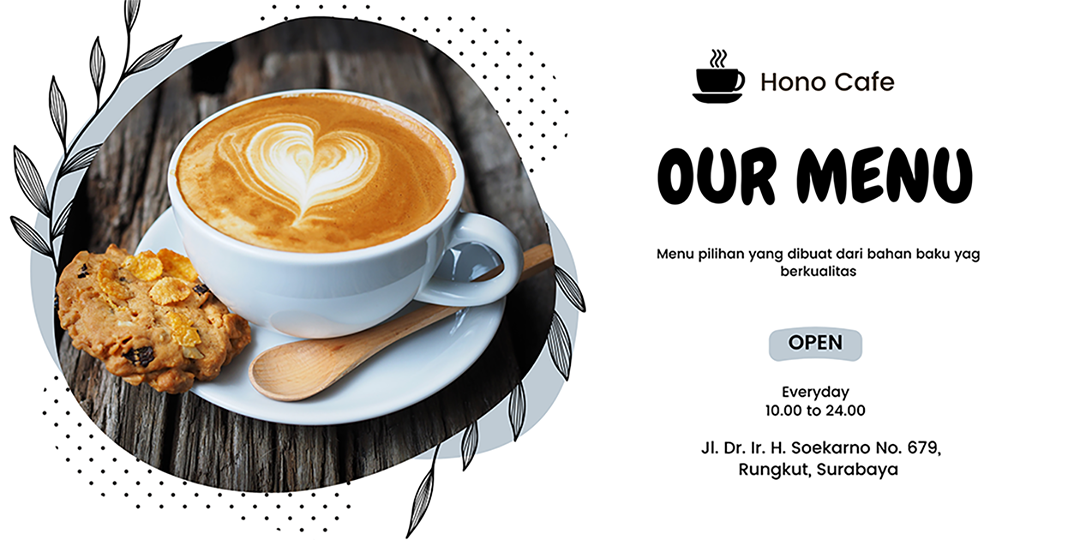 Hono Cafe
OUR MENU
Menu pilihan yang dibuat dari bahan baku yag
berkualitas
OPEN
Everyday
10.00 to 24.00
Jl. Dr. Ir. H. Soekarno No. 679,
Rungkut, Surabaya